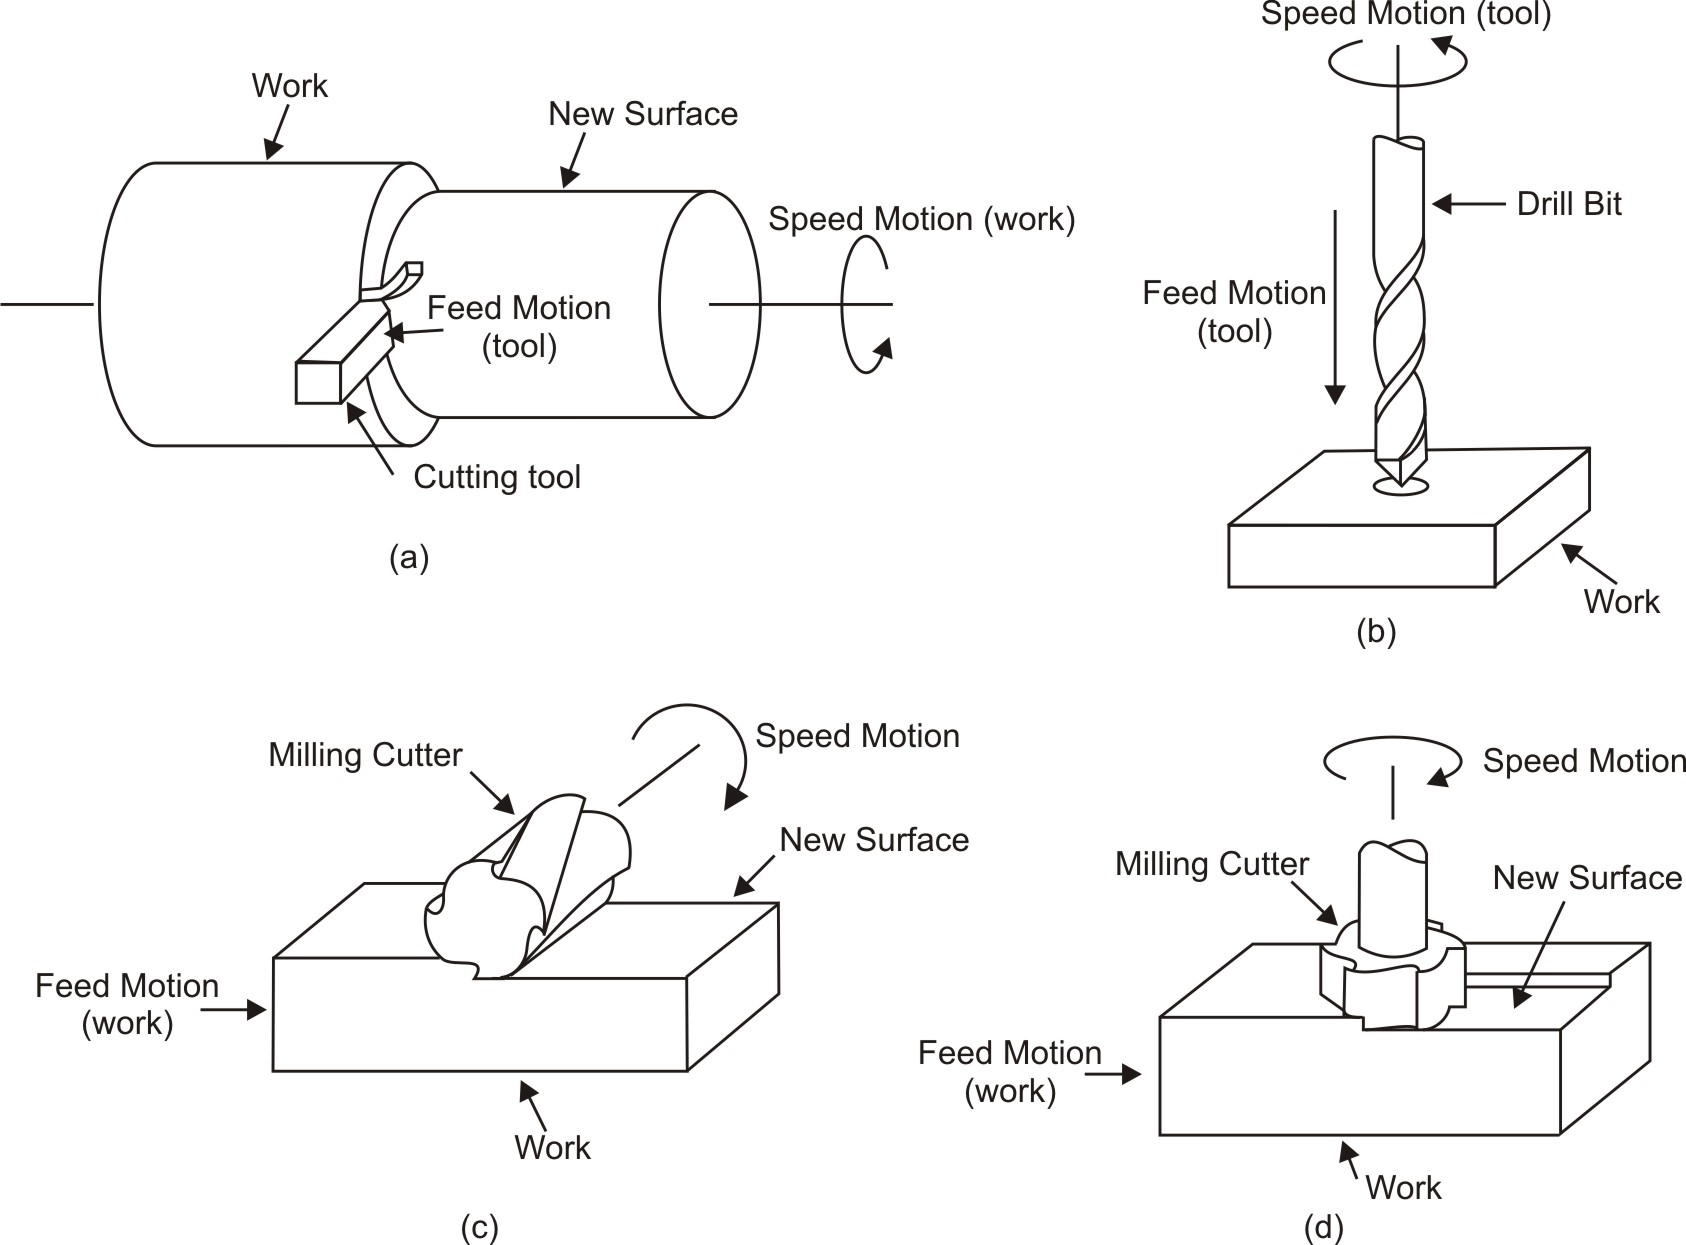 Work
New Surface
Speed Motion (work)
Feed Motion
(tool)
Cutting tool
(a)
Speed Motion (tool)
Drill Bit
Feed Motion
(tool)
Work
(b)
Milling Cutter
Speed Motion
New Surface
Feed Motion
(work)
Work
(c)
Speed Motion
Milling Cutter
New Surface
Feed Motion
(work)
Work
(d)